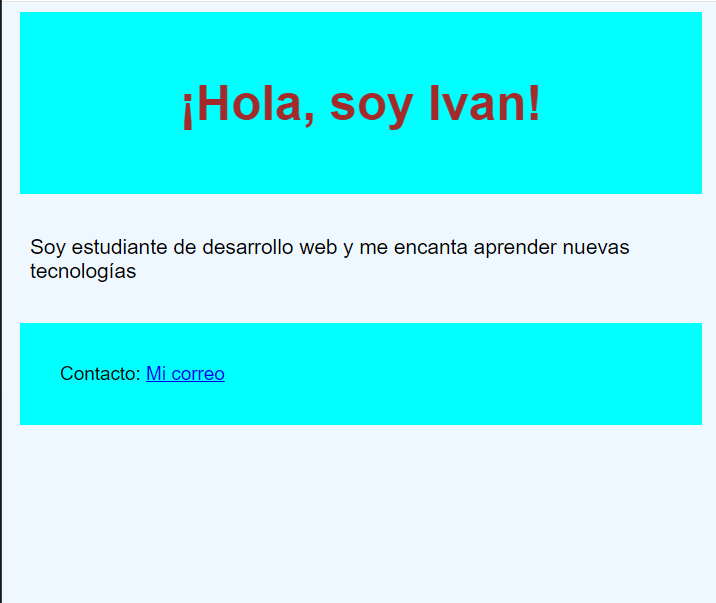 ¡Hola, soy Ivan!
Soy estudiante de desarrollo web y me encanta aprender nuevas
tecnologías
Contacto: Mi correo